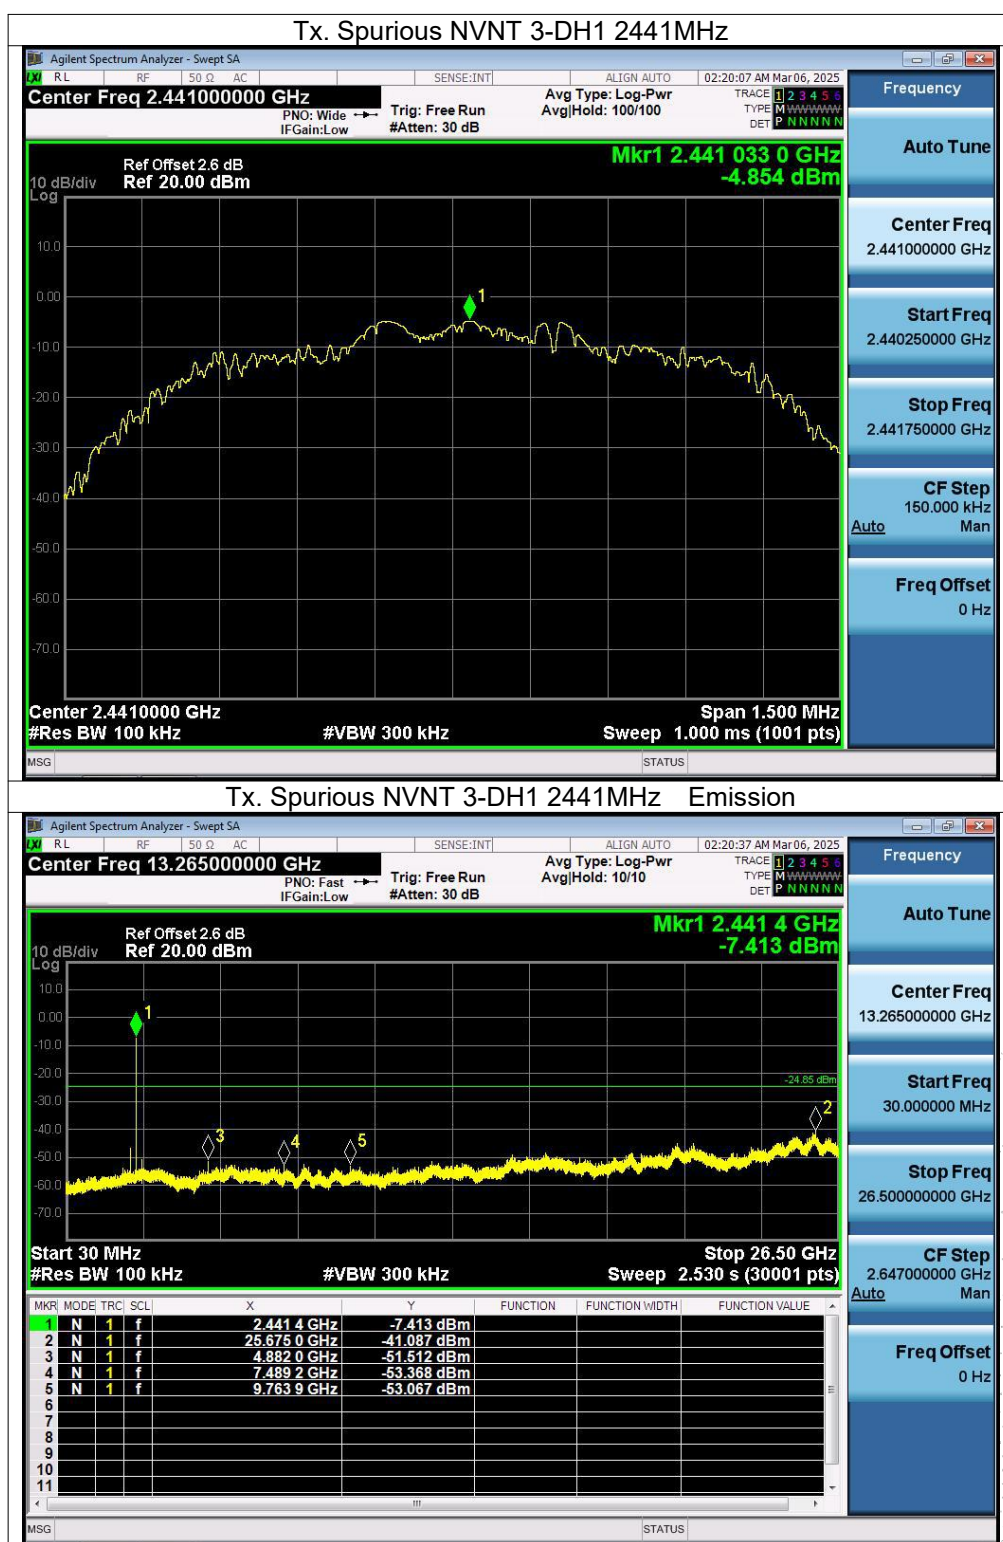 Tx. Spurious NVNT 3-DH1 2441MHz
Agilent Spectrum Analyzer - Swept SA
LXI RL RF 50 Ω AC SENSE:INT ALIGN AUTO 02:20:07 AM Mar 06, 2025
Center Freq 2.441000000 GHz
PNO: Wide
IFGain:Low
Trig: Free Run
#Atten: 30 dB
Avg Type: Log-Pwr
Avg|Hold: 100/100
TRACE 1 2 3 4 5 6
TYPE M WWWWW
DET P N N N N N
Frequency
Auto Tune
Center Freq
2.441000000 GHz
Start Freq
2.440250000 GHz
Stop Freq
2.441750000 GHz
CF Step
150.000 kHz
Auto Man
Freq Offset
0 Hz
Mkr1 2.441 033 0 GHz
-4.854 dBm
Ref Offset 2.6 dB
10 dB/div Ref 20.00 dBm
Log
10.0
0.00
-10.0
-20.0
-30.0
-40.0
-50.0
-60.0
-70.0
1
Center 2.4410000 GHz Span 1.500 MHz
#Res BW 100 kHz #VBW 300 kHz Sweep 1.000 ms (1001 pts)
MSG STATUS
Tx. Spurious NVNT 3-DH1 2441MHz Emission
Agilent Spectrum Analyzer - Swept SA
LXI RL RF 50 Ω AC SENSE:INT ALIGN AUTO 02:20:37 AM Mar 06, 2025
Center Freq 13.265000000 GHz
PNO: Fast
IFGain:Low
Trig: Free Run
#Atten: 30 dB
Avg Type: Log-Pwr
Avg|Hold: 10/10
TRACE 1 2 3 4 5 6
TYPE M WWWWW
DET P N N N N N
Frequency
Auto Tune
Center Freq
13.265000000 GHz
Start Freq
30.000000 MHz
Stop Freq
26.500000000 GHz
CF Step
2.647000000 GHz
Auto Man
Freq Offset
0 Hz
Mkr1 2.441 4 GHz
-7.413 dBm
Ref Offset 2.6 dB
10 dB/div Ref 20.00 dBm
Log
10.0
0.00
-10.0
-20.0
-30.0
-40.0
-50.0
-60.0
-70.0
1
-24.85 dBm
2
3
4
5
Start 30 MHz Stop 26.50 GHz
#Res BW 100 kHz #VBW 300 kHz Sweep 2.530 s (30001 pts)
MKR MODE TRC SCL X Y FUNCTION FUNCTION WIDTH FUNCTION VALUE
1 N 1 f 2.441 4 GHz -7.413 dBm
2 N 1 f 25.675 0 GHz -41.087 dBm
3 N 1 f 4.882 0 GHz -51.512 dBm
4 N 1 f 7.489 2 GHz -53.368 dBm
5 N 1 f 9.763 9 GHz -53.067 dBm
6
7
8
9
10
11
MSG STATUS